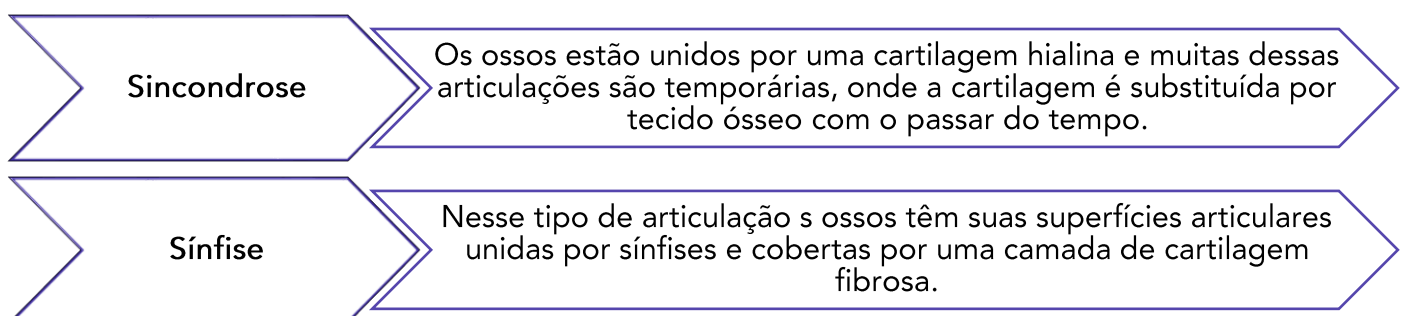 Sincondrose
Os ossos estão unidos por uma cartilagem hialina e muitas dessas
articulações são temporárias, onde a cartilagem é substituída por
tecido ósseo com o passar do tempo.
Sínfise
Nesse tipo de articulação s ossos têm suas superfícies articulares
unidas por sínfises e cobertas por uma camada de cartilagem
fibrosa.